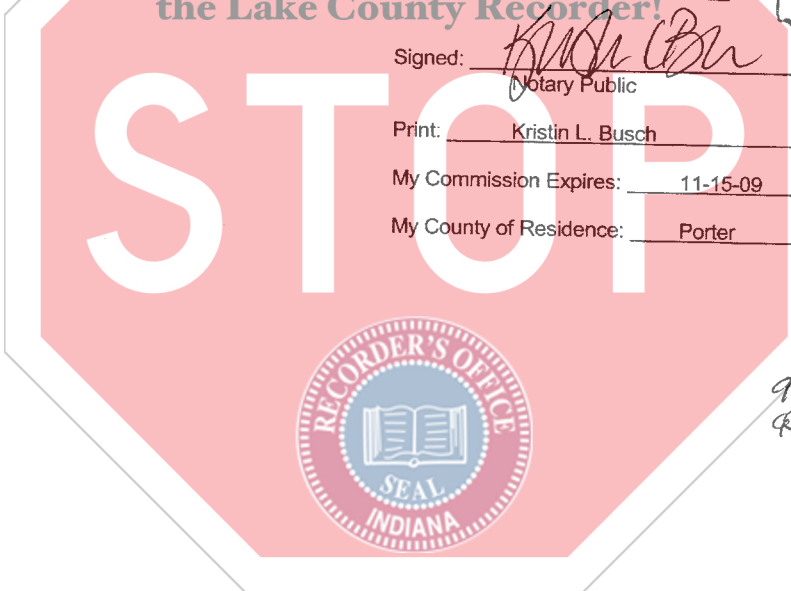 the Lake County Recorder!
Signed:
Notary Public
Print: Kristin L. Busch
My Commission Expires: 11-15-09
My County of Residence: Porter
STOP
RECORDER'S OFFICE
SEAL
INDIANA